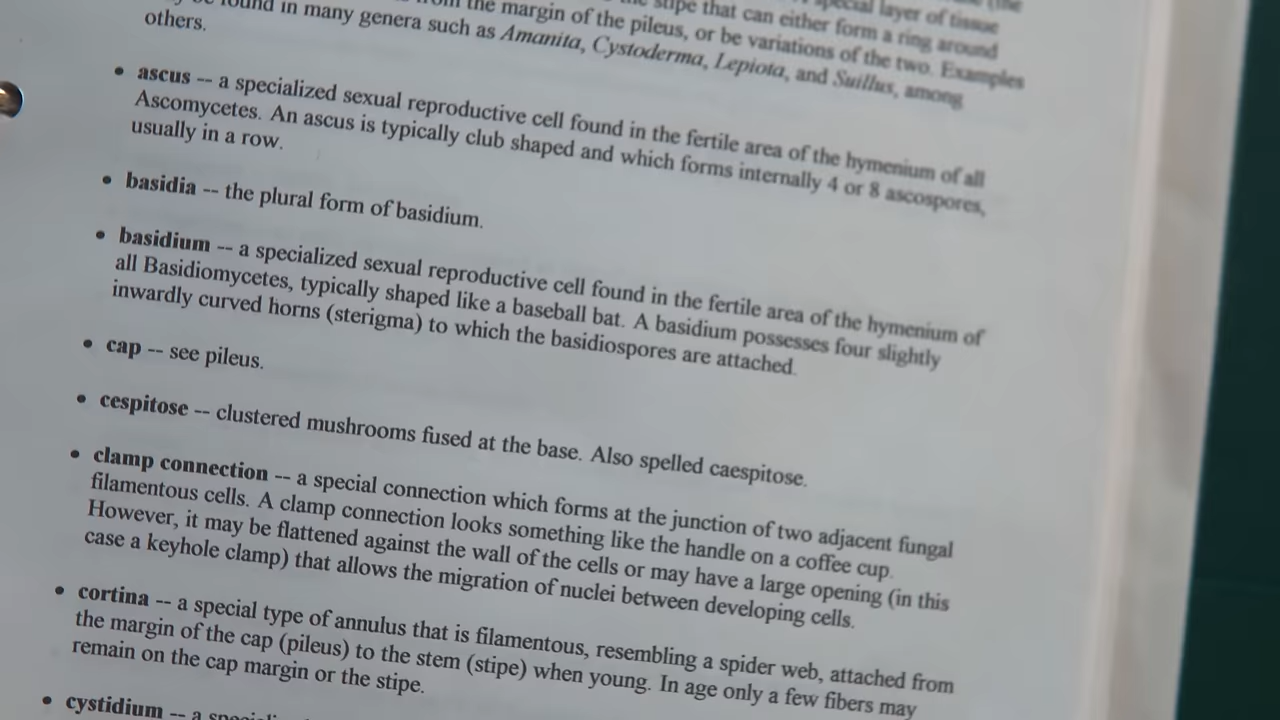 the stipe that can either form a ring around
from the margin of the pileus, or be variations of the two. Examples
found in many genera such as Amanita, Cystoderma, Lepiota, and Suillus, among
others.
• ascus -- a specialized sexual reproductive cell found in the fertile area of the hymenium of all
Ascomycetes. An ascus is typically club shaped and which forms internally 4 or 8 ascospores,
usually in a row.
• basidia -- the plural form of basidium.
• basidium -- a specialized sexual reproductive cell found in the fertile area of the hymenium of
all Basidiomycetes, typically shaped like a baseball bat. A basidium possesses four slightly
inwardly curved horns (sterigma) to which the basidiospores are attached.
• cap -- see pileus.
• cespitose -- clustered mushrooms fused at the base. Also spelled caespitose.
• clamp connection -- a special connection which forms at the junction of two adjacent fungal
filamentous cells. A clamp connection looks something like the handle on a coffee cup.
However, it may be flattened against the wall of the cells or may have a large opening (in this
case a keyhole clamp) that allows the migration of nuclei between developing cells.
• cortina -- a special type of annulus that is filamentous, resembling a spider web, attached from
the margin of the cap (pileus) to the stem (stipe) when young. In age only a few fibers may
remain on the cap margin or the stipe.
• cystidium -- a